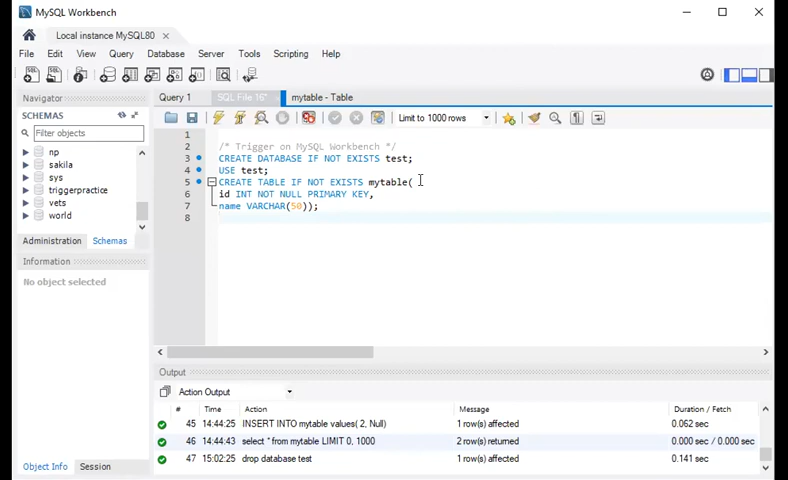 MySQL Workbench
Local instance MySQL80
File Edit View Query Database Server Tools Scripting Help
Navigator
SCHEMAS
Filter objects
np
sakila
sys
triggerpractice
vets
world
Administration Schemas
Information
No object selected
Object Info Session
Query 1 SQL File 16* mytable - Table
Limit to 1000 rows
1
2 /* Trigger on MySQL Workbench */
3 CREATE DATABASE IF NOT EXISTS test;
4 USE test;
5 CREATE TABLE IF NOT EXISTS mytable(
6 id INT NOT NULL PRIMARY KEY,
7 name VARCHAR(50));
8
Output
Action Output
# Time Action Message Duration / Fetch
45 14:44:25 INSERT INTO mytable values( 2, Null) 1 row(s) affected 0.062 sec
46 14:44:43 select * from mytable LIMIT 0, 1000 2 row(s) returned 0.000 sec / 0.000 sec
47 15:02:25 drop database test 1 row(s) affected 0.141 sec